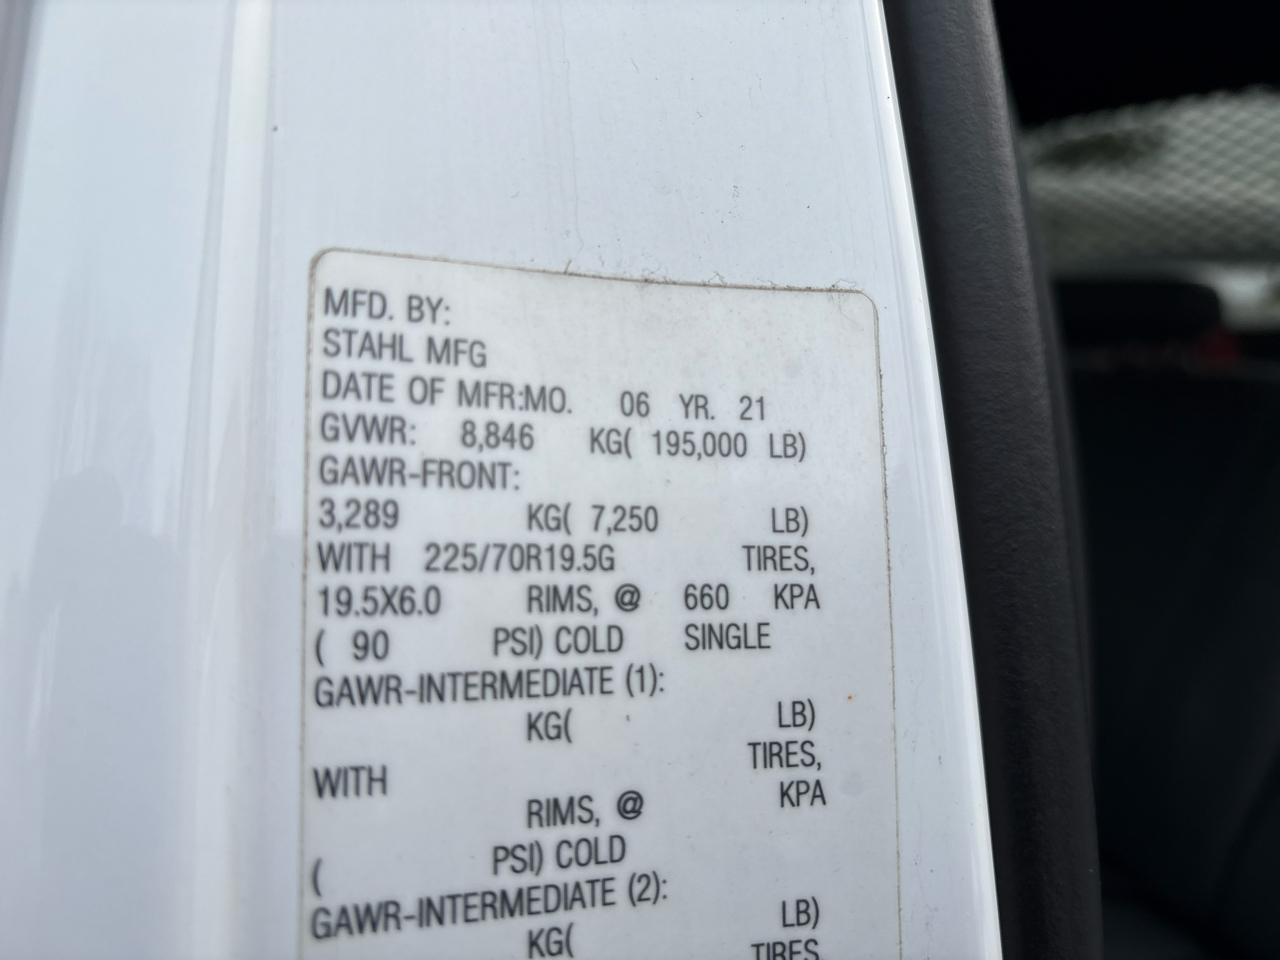 MFD. BY:
STAHL MFG
DATE OF MFR:MO. 06 YR. 21
GVWR: 8,846 KG( 195,000 LB)
GAWR-FRONT:
3,289 KG( 7,250 LB)
WITH 225/70R19.5G TIRES,
19.5X6.0 RIMS, @ 660 KPA
( 90 PSI) COLD SINGLE
GAWR-INTERMEDIATE (1):
KG( LB)
WITH TIRES,
RIMS, @ KPA
( PSI) COLD
GAWR-INTERMEDIATE (2):
KG( LB)
TIRES